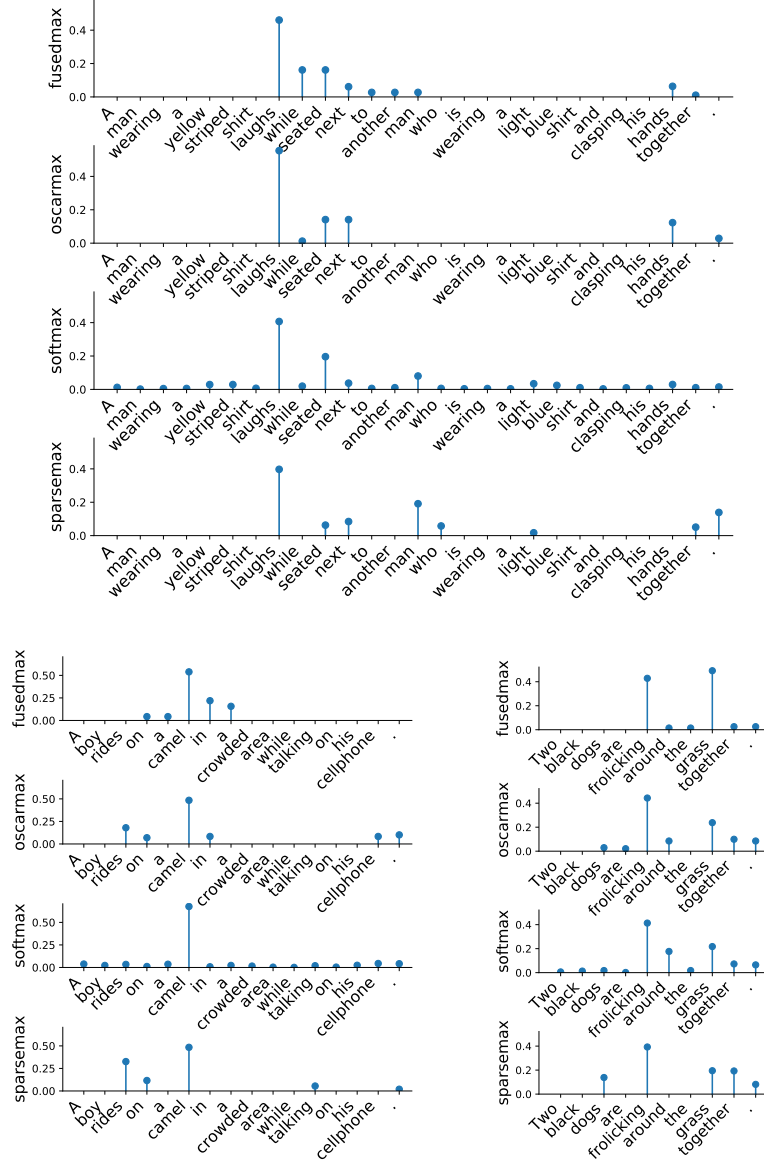 fusedmax
0.4
0.2
0.0
A man wearing a yellow striped shirt laughs while seated next to another man who is wearing a light blue shirt and clasping his hands together .
oscarmax
0.4
0.2
0.0
A man wearing a yellow striped shirt laughs while seated next to another man who is wearing a light blue shirt and clasping his hands together .
softmax
0.4
0.2
0.0
A man wearing a yellow striped shirt laughs while seated next to another man who is wearing a light blue shirt and clasping his hands together .
sparsemax
0.4
0.2
0.0
A man wearing a yellow striped shirt laughs while seated next to another man who is wearing a light blue shirt and clasping his hands together .
fusedmax
0.50
0.25
0.00
A boy rides on a camel in a crowded area while talking on his cellphone .
oscarmax
0.50
0.25
0.00
A boy rides on a camel in a crowded area while talking on his cellphone .
softmax
0.50
0.25
0.00
A boy rides on a camel in a crowded area while talking on his cellphone .
sparsemax
0.50
0.25
0.00
A boy rides on a camel in a crowded area while talking on his cellphone .
fusedmax
0.4
0.2
0.0
Two black dogs are frolicking around the grass together .
oscarmax
0.4
0.2
0.0
Two black dogs are frolicking around the grass together .
softmax
0.4
0.2
0.0
Two black dogs are frolicking around the grass together .
sparsemax
0.4
0.2
0.0
Two black dogs are frolicking around the grass together .